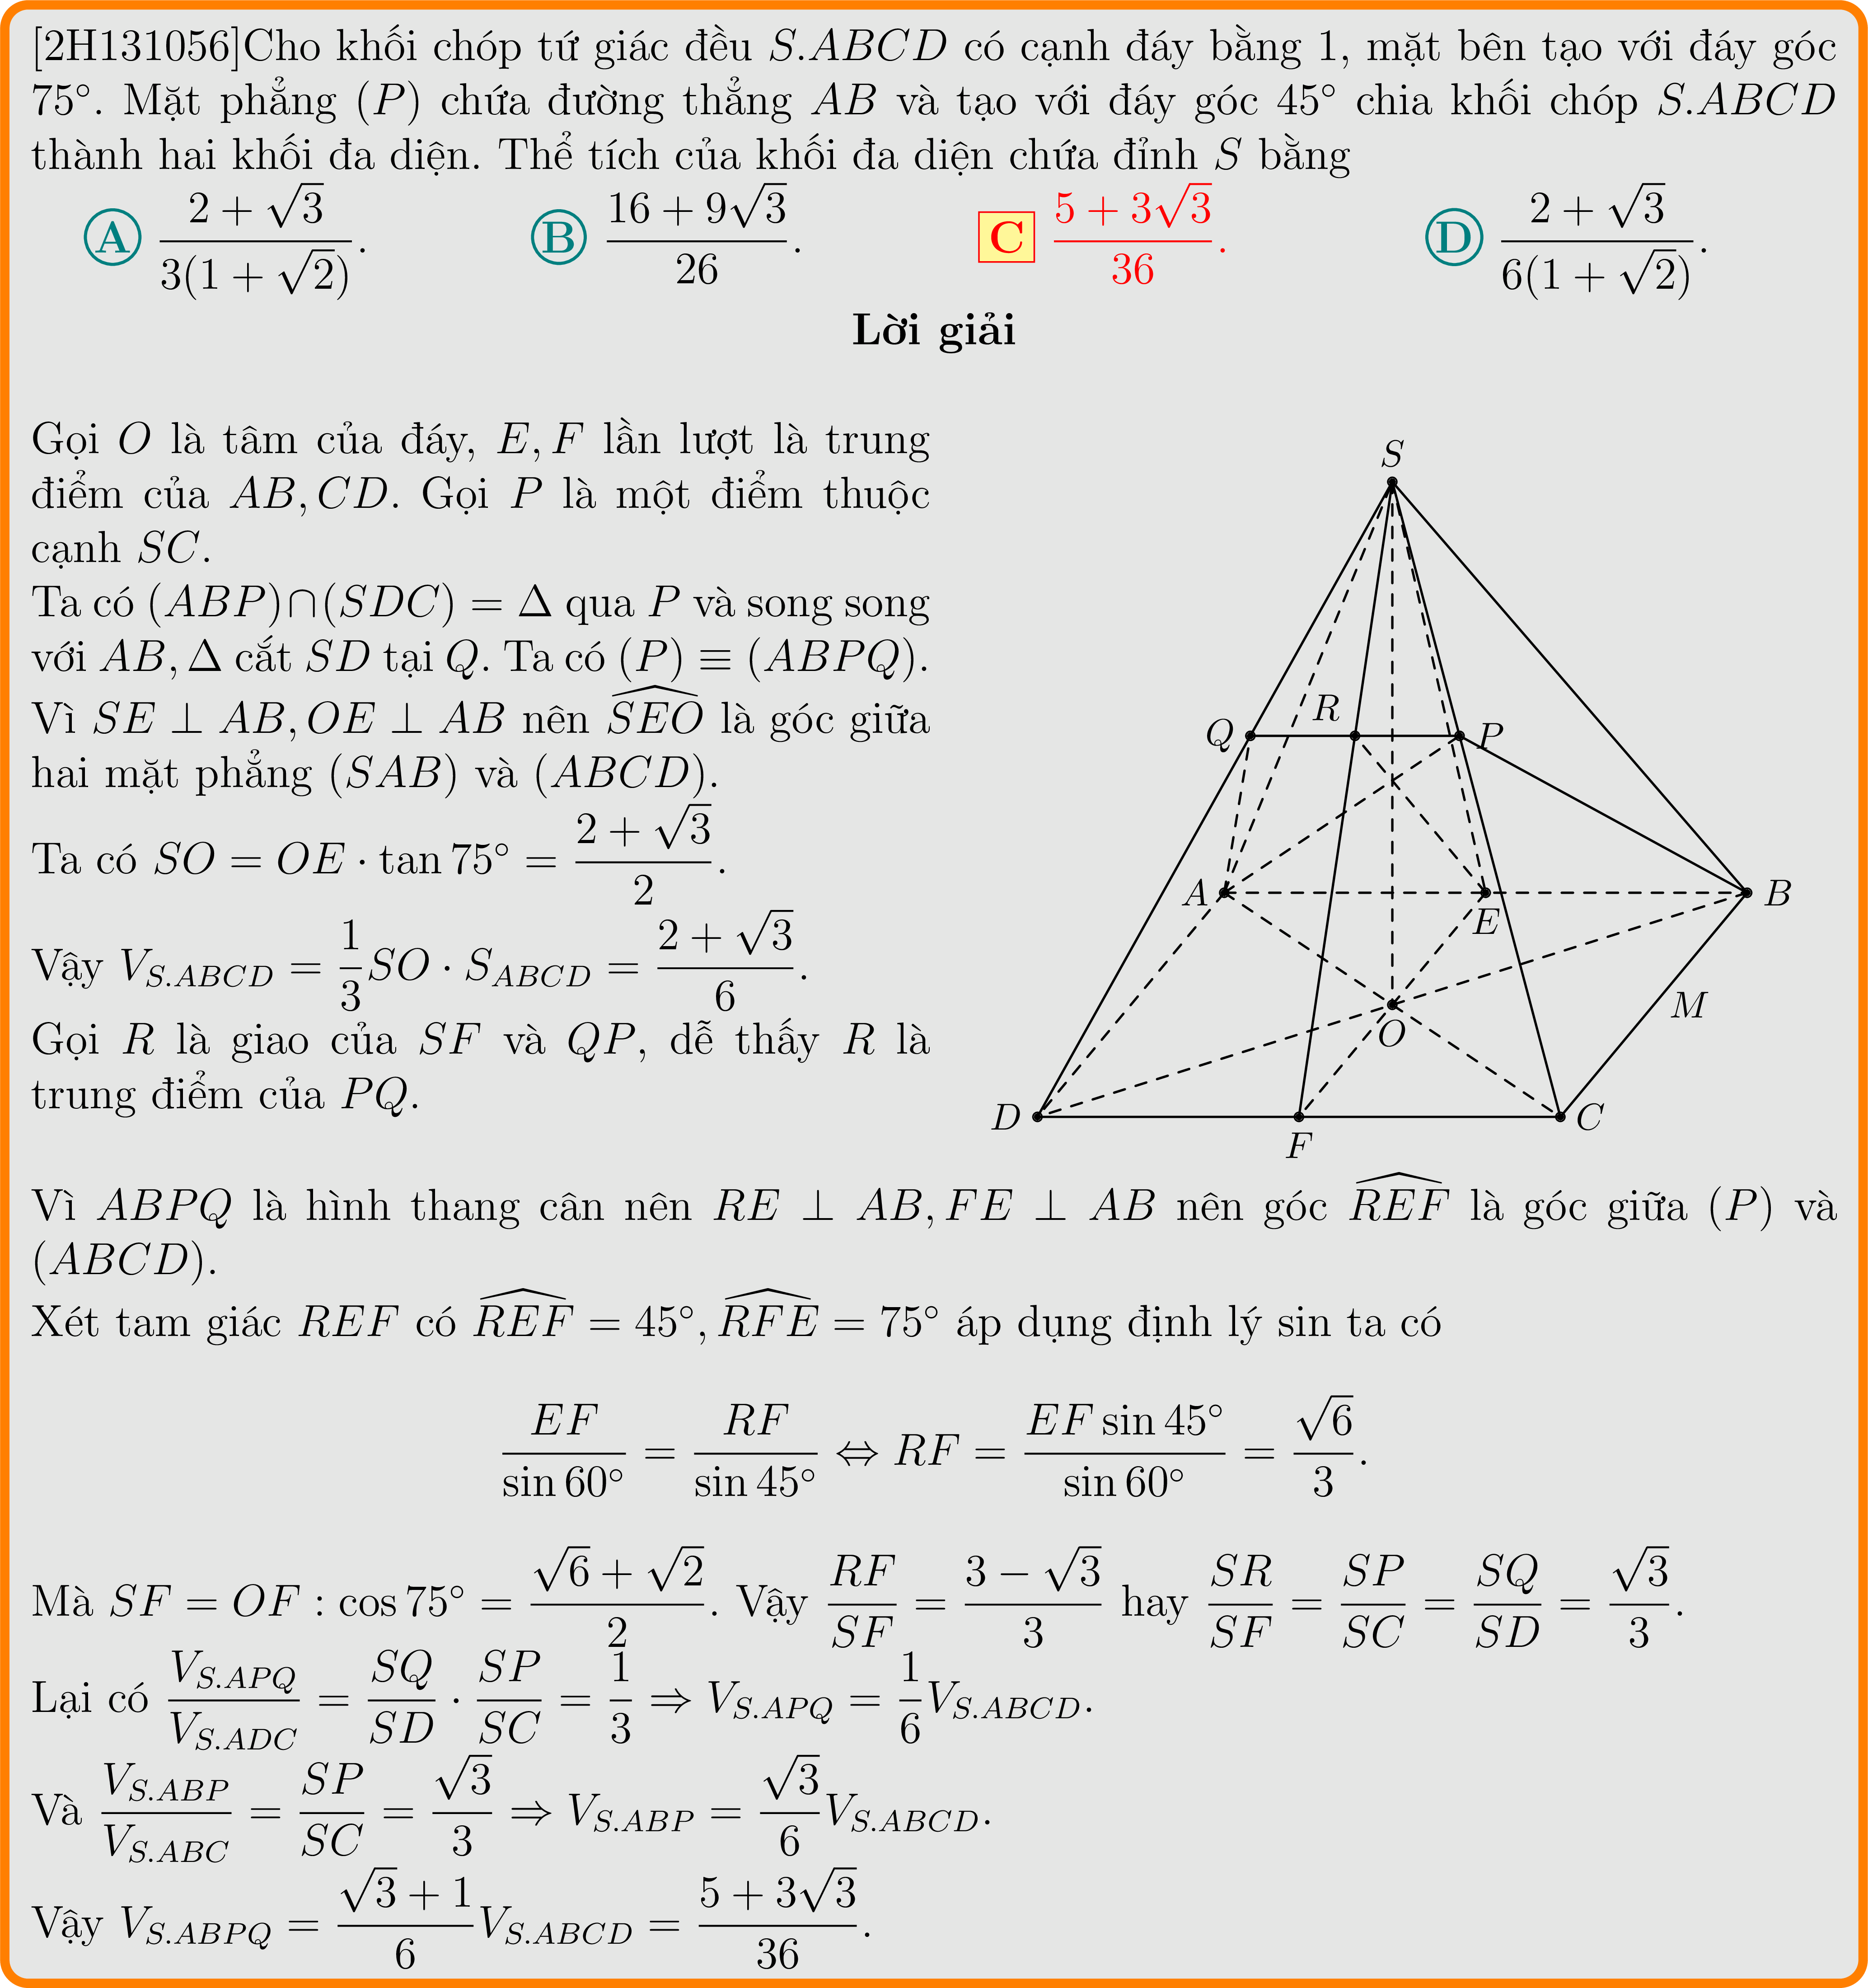 [2H131056]Cho khối chóp tứ giác đều S.ABCD có cạnh đáy bằng 1, mặt bên tạo với đáy góc
75°. Mặt phẳng (P) chứa đường thẳng AB và tạo với đáy góc 45° chia khối chóp S.ABCD
thành hai khối đa diện. Thể tích của khối đa diện chứa đỉnh S bằng
A $\frac{2+\sqrt{3}}{3(1+\sqrt{2})}$. B $\frac{16+9\sqrt{3}}{26}$. C $\frac{5+3\sqrt{3}}{36}$. D $\frac{2+\sqrt{3}}{6(1+\sqrt{2})}$.
Lời giải
Gọi O là tâm của đáy, E, F lần lượt là trung
điểm của AB, CD. Gọi P là một điểm thuộc
cạnh SC.
Ta có (ABP)∩(SDC) = Δ qua P và song song
với AB, Δ cắt SD tại Q. Ta có (P) ≡ (ABPQ).
Vì SE ⊥ AB, OE ⊥ AB nên $\widehat{SEO}$ là góc giữa
hai mặt phẳng (SAB) và (ABCD).
Ta có $SO = OE \cdot \tan 75° = \frac{2+\sqrt{3}}{2}$.
Vậy $V_{S.ABCD} = \frac{1}{3}SO \cdot S_{ABCD} = \frac{2+\sqrt{3}}{6}$.
Gọi R là giao của SF và QP, dễ thấy R là
trung điểm của PQ.
S
Q
R
P
A
E
B
M
O
D
F
C
Vì ABPQ là hình thang cân nên RE ⊥ AB, FE ⊥ AB nên góc $\widehat{REF}$ là góc giữa (P) và
(ABCD).
Xét tam giác REF có $\widehat{REF} = 45°, \widehat{RFE} = 75°$ áp dụng định lý sin ta có
$\frac{EF}{\sin 60°} = \frac{RF}{\sin 45°} \Leftrightarrow RF = \frac{EF \sin 45°}{\sin 60°} = \frac{\sqrt{6}}{3}$.
Mà $SF = OF : \cos 75° = \frac{\sqrt{6}+\sqrt{2}}{2}$. Vậy $\frac{RF}{SF} = \frac{3-\sqrt{3}}{3}$ hay $\frac{SR}{SF} = \frac{SP}{SC} = \frac{SQ}{SD} = \frac{\sqrt{3}}{3}$.
Lại có $\frac{V_{S.APQ}}{V_{S.ADC}} = \frac{SQ}{SD} \cdot \frac{SP}{SC} = \frac{1}{3} \Rightarrow V_{S.APQ} = \frac{1}{6}V_{S.ABCD}$.
Và $\frac{V_{S.ABP}}{V_{S.ABC}} = \frac{SP}{SC} = \frac{\sqrt{3}}{3} \Rightarrow V_{S.ABP} = \frac{\sqrt{3}}{6}V_{S.ABCD}$.
Vậy $V_{S.ABPQ} = \frac{\sqrt{3}+1}{6}V_{S.ABCD} = \frac{5+3\sqrt{3}}{36}$.